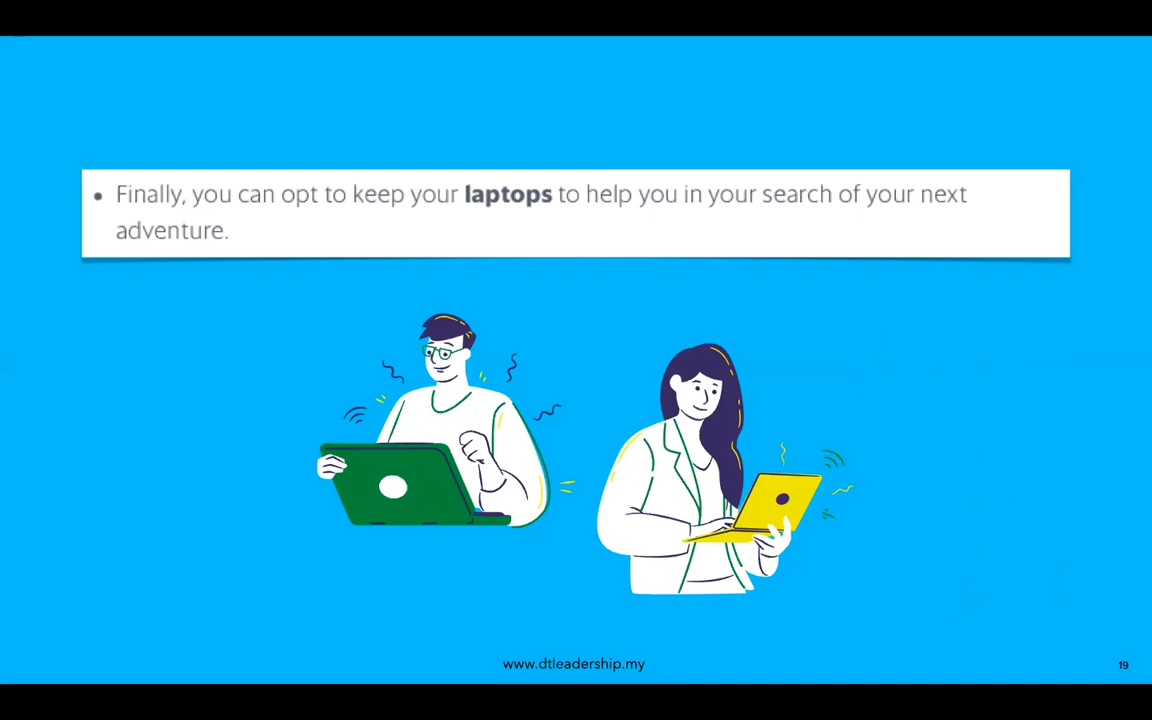 • Finally, you can opt to keep your laptops to help you in your search of your next
adventure.
www.dtleadership.my
19